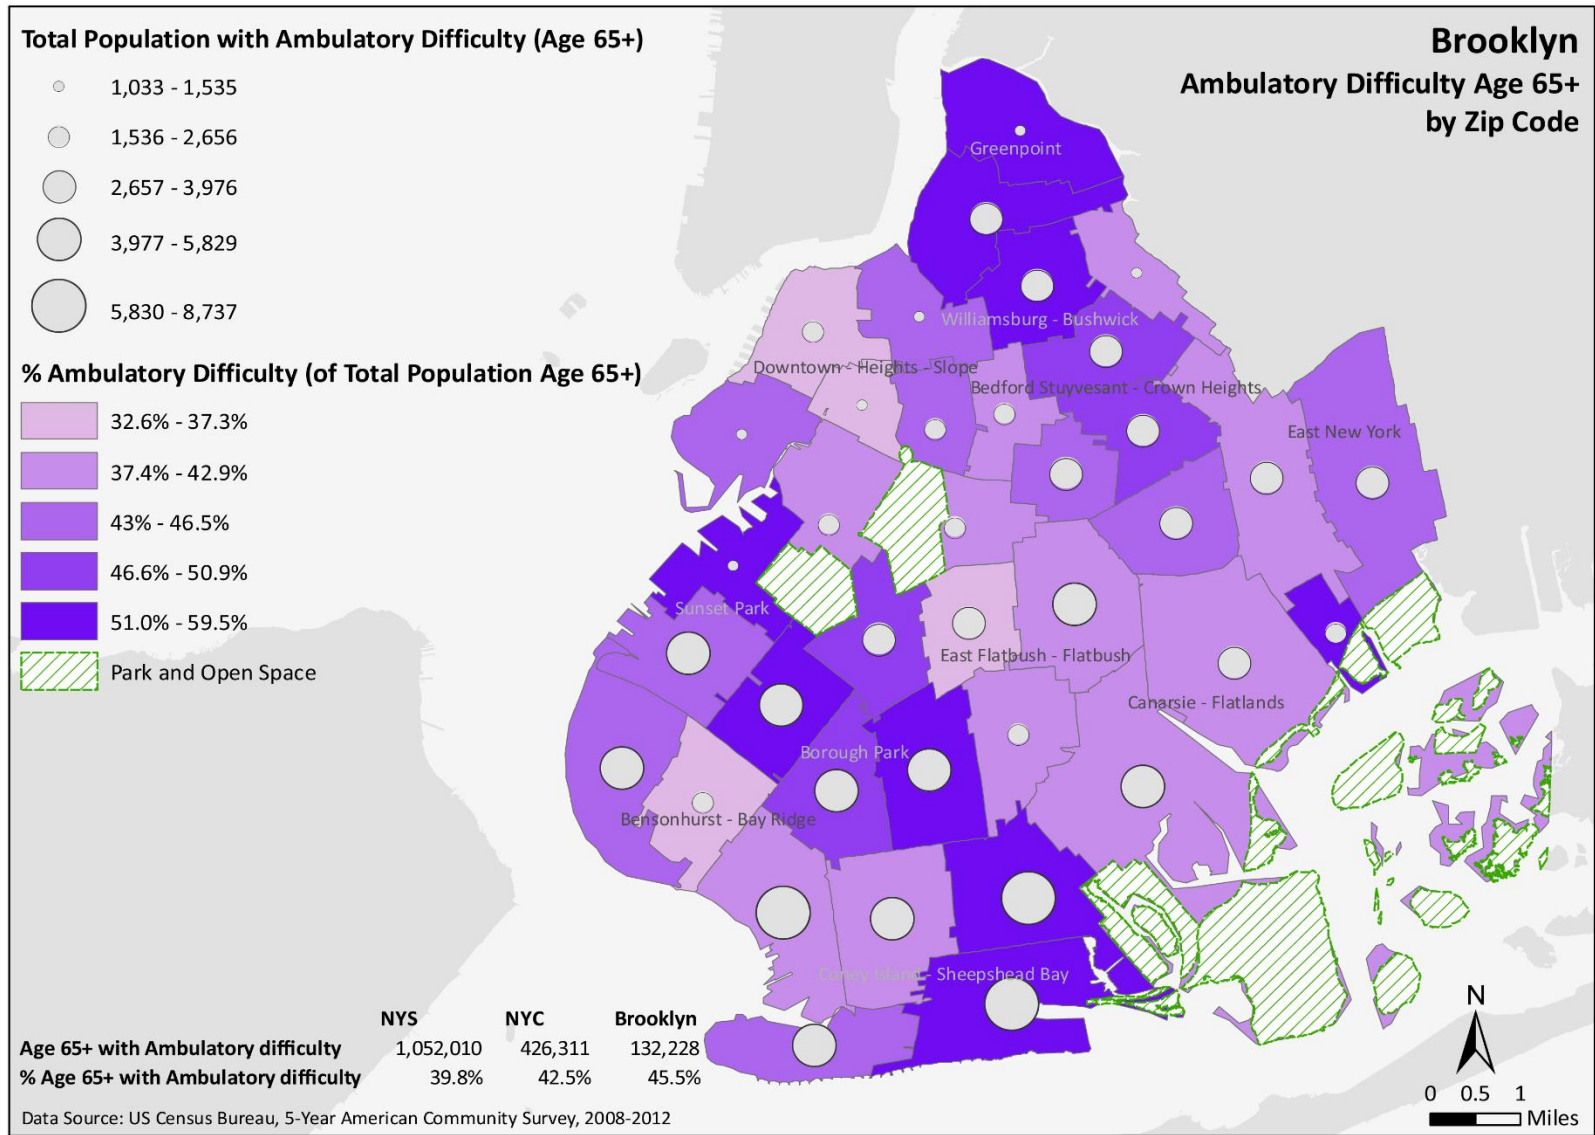 Total Population with Ambulatory Difficulty (Age 65+)
1,033 - 1,535
1,536 - 2,656
2,657 - 3,976
3,977 - 5,829
5,830 - 8,737
% Ambulatory Difficulty (of Total Population Age 65+)
32.6% - 37.3%
37.4% - 42.9%
43% - 46.5%
46.6% - 50.9%
51.0% - 59.5%
Park and Open Space
Brooklyn
Ambulatory Difficulty Age 65+
by Zip Code
Greenpoint
Williamsburg - Bushwick
Downtown - Heights - Slope
Bedford Stuyvesant - Crown Heights
East New York
Sunset Park
East Flatbush - Flatbush
Canarsie - Flatlands
Borough Park
Bensonhurst - Bay Ridge
Coney Island - Sheepshead Bay
NYS NYC Brooklyn
Age 65+ with Ambulatory difficulty 1,052,010 426,311 132,228
% Age 65+ with Ambulatory difficulty 39.8% 42.5% 45.5%
Data Source: US Census Bureau, 5-Year American Community Survey, 2008-2012
N
0 0.5 1
Miles